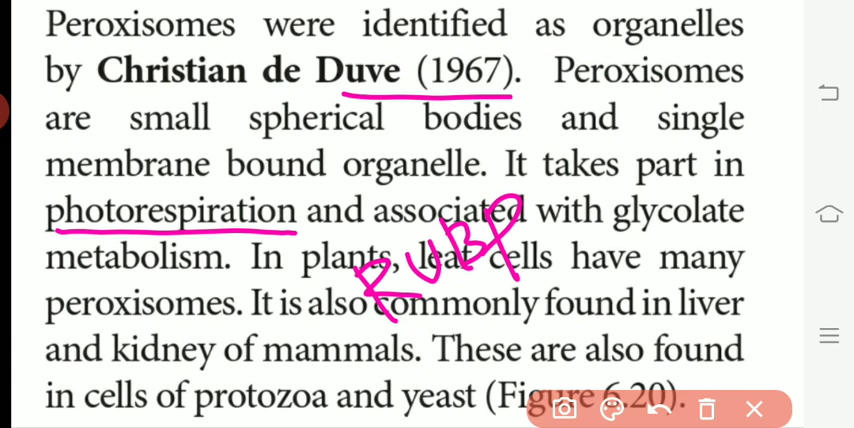 Peroxisomes were identified as organelles
by Christian de Duve (1967). Peroxisomes
are small spherical bodies and single
membrane bound organelle. It takes part in
photorespiration and associated with glycolate
metabolism. In plants, leaf cells have many
RUBP
peroxisomes. It is also commonly found in liver
and kidney of mammals. These are also found
in cells of protozoa and yeast (Figure 6.20).